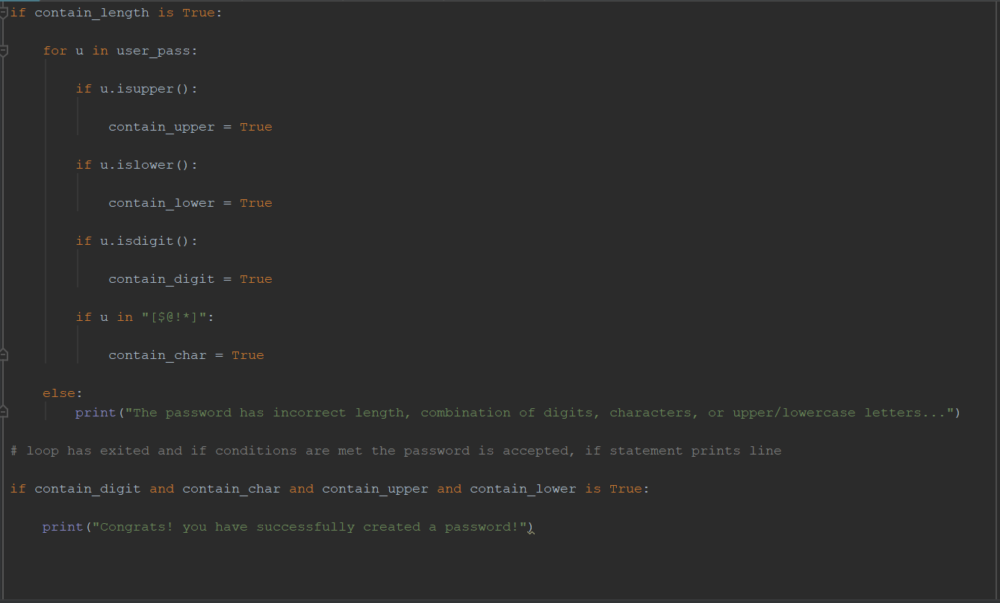 if contain_length is True:
    for u in user_pass:
        if u.isupper():
            contain_upper = True
        if u.islower():
            contain_lower = True
        if u.isdigit():
            contain_digit = True
        if u in "[$@!*]":
            contain_char = True
    else:
        print("The password has incorrect length, combination of digits, characters, or upper/lowercase letters...")
# loop has exited and if conditions are met the password is accepted, if statement prints line
if contain_digit and contain_char and contain_upper and contain_lower is True:
    print("Congrats! you have successfully created a password!")